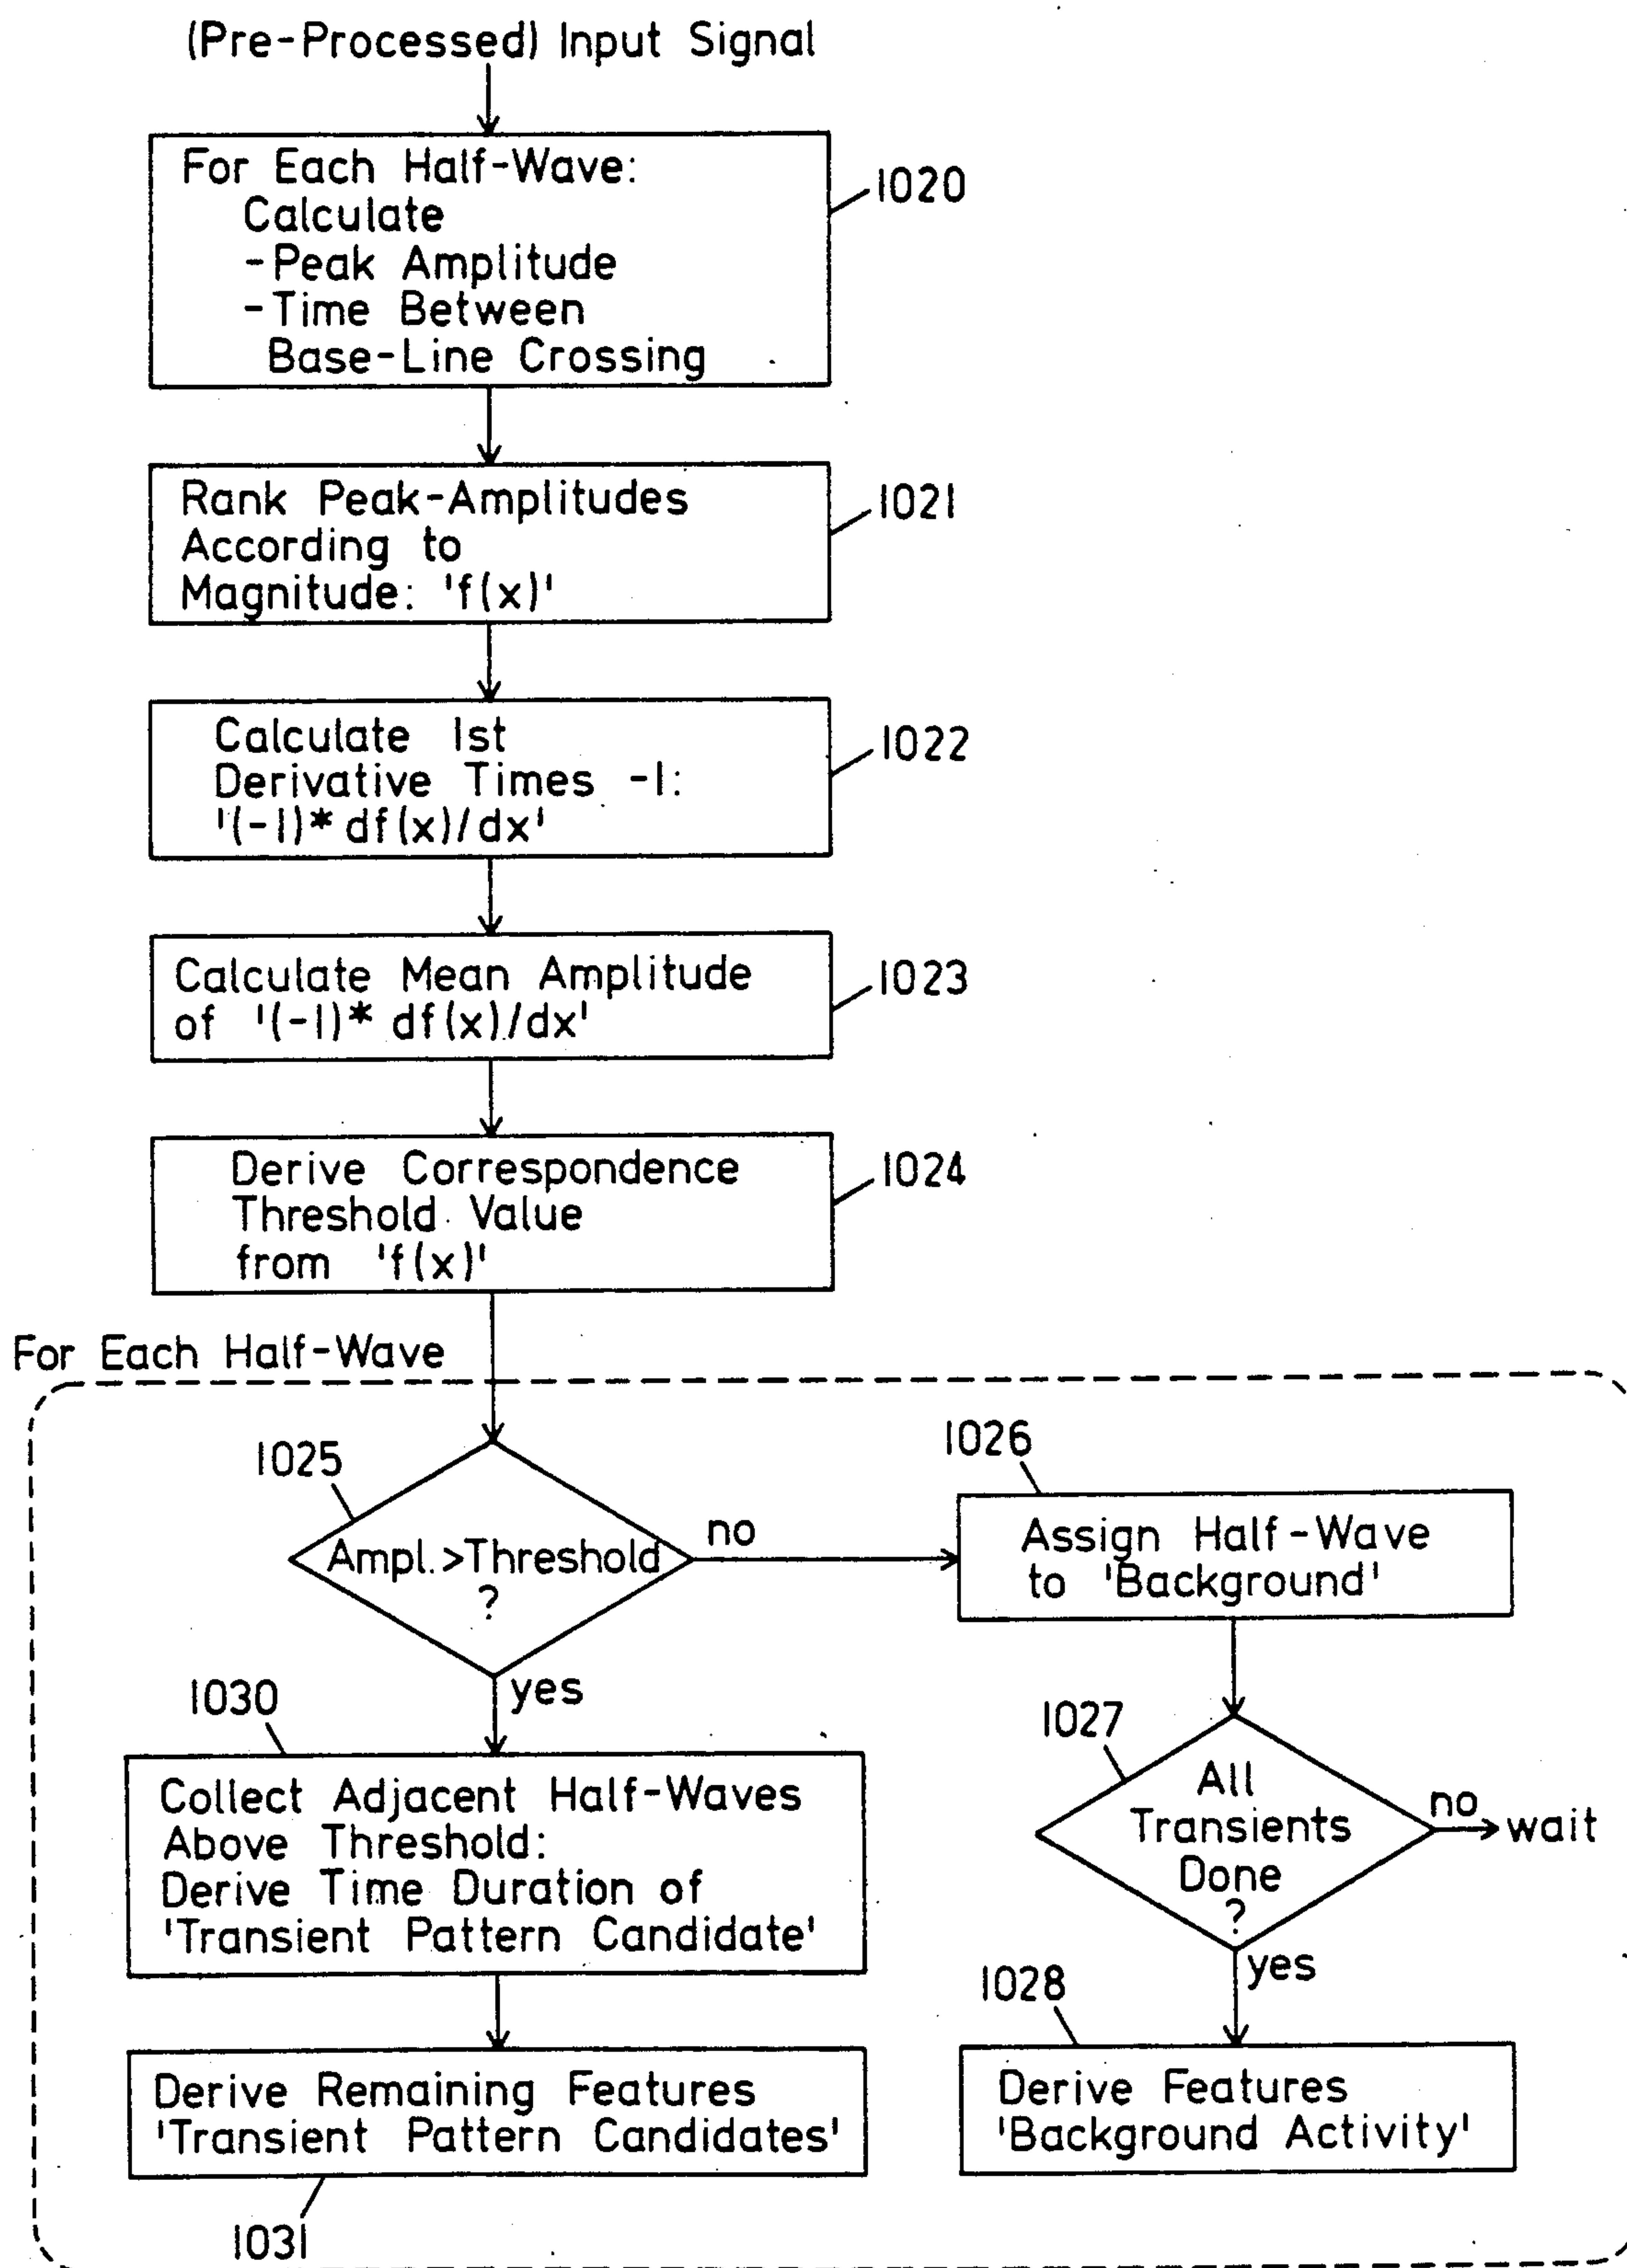 (Pre-Processed) Input Signal
For Each Half-Wave:
Calculate
-Peak Amplitude
-Time Between
Base-Line Crossing
1020
Rank Peak-Amplitudes
According to
Magnitude: 'f(x)'
1021
Calculate 1st
Derivative Times -1:
'(-1)* df(x)/dx'
1022
Calculate Mean Amplitude
of '(-1)* df(x)/dx'
1023
Derive Correspondence
Threshold Value
from 'f(x)'
1024
For Each Half-Wave
1025
Ampl.>Threshold
?
no
yes
1026
Assign Half-Wave
to 'Background'
1027
All
Transients
Done
?
no
wait
yes
1030
Collect Adjacent Half-Waves
Above Threshold:
Derive Time Duration of
'Transient Pattern Candidate'
1028
Derive Features
'Background Activity'
Derive Remaining Features
'Transient Pattern Candidates'
1031